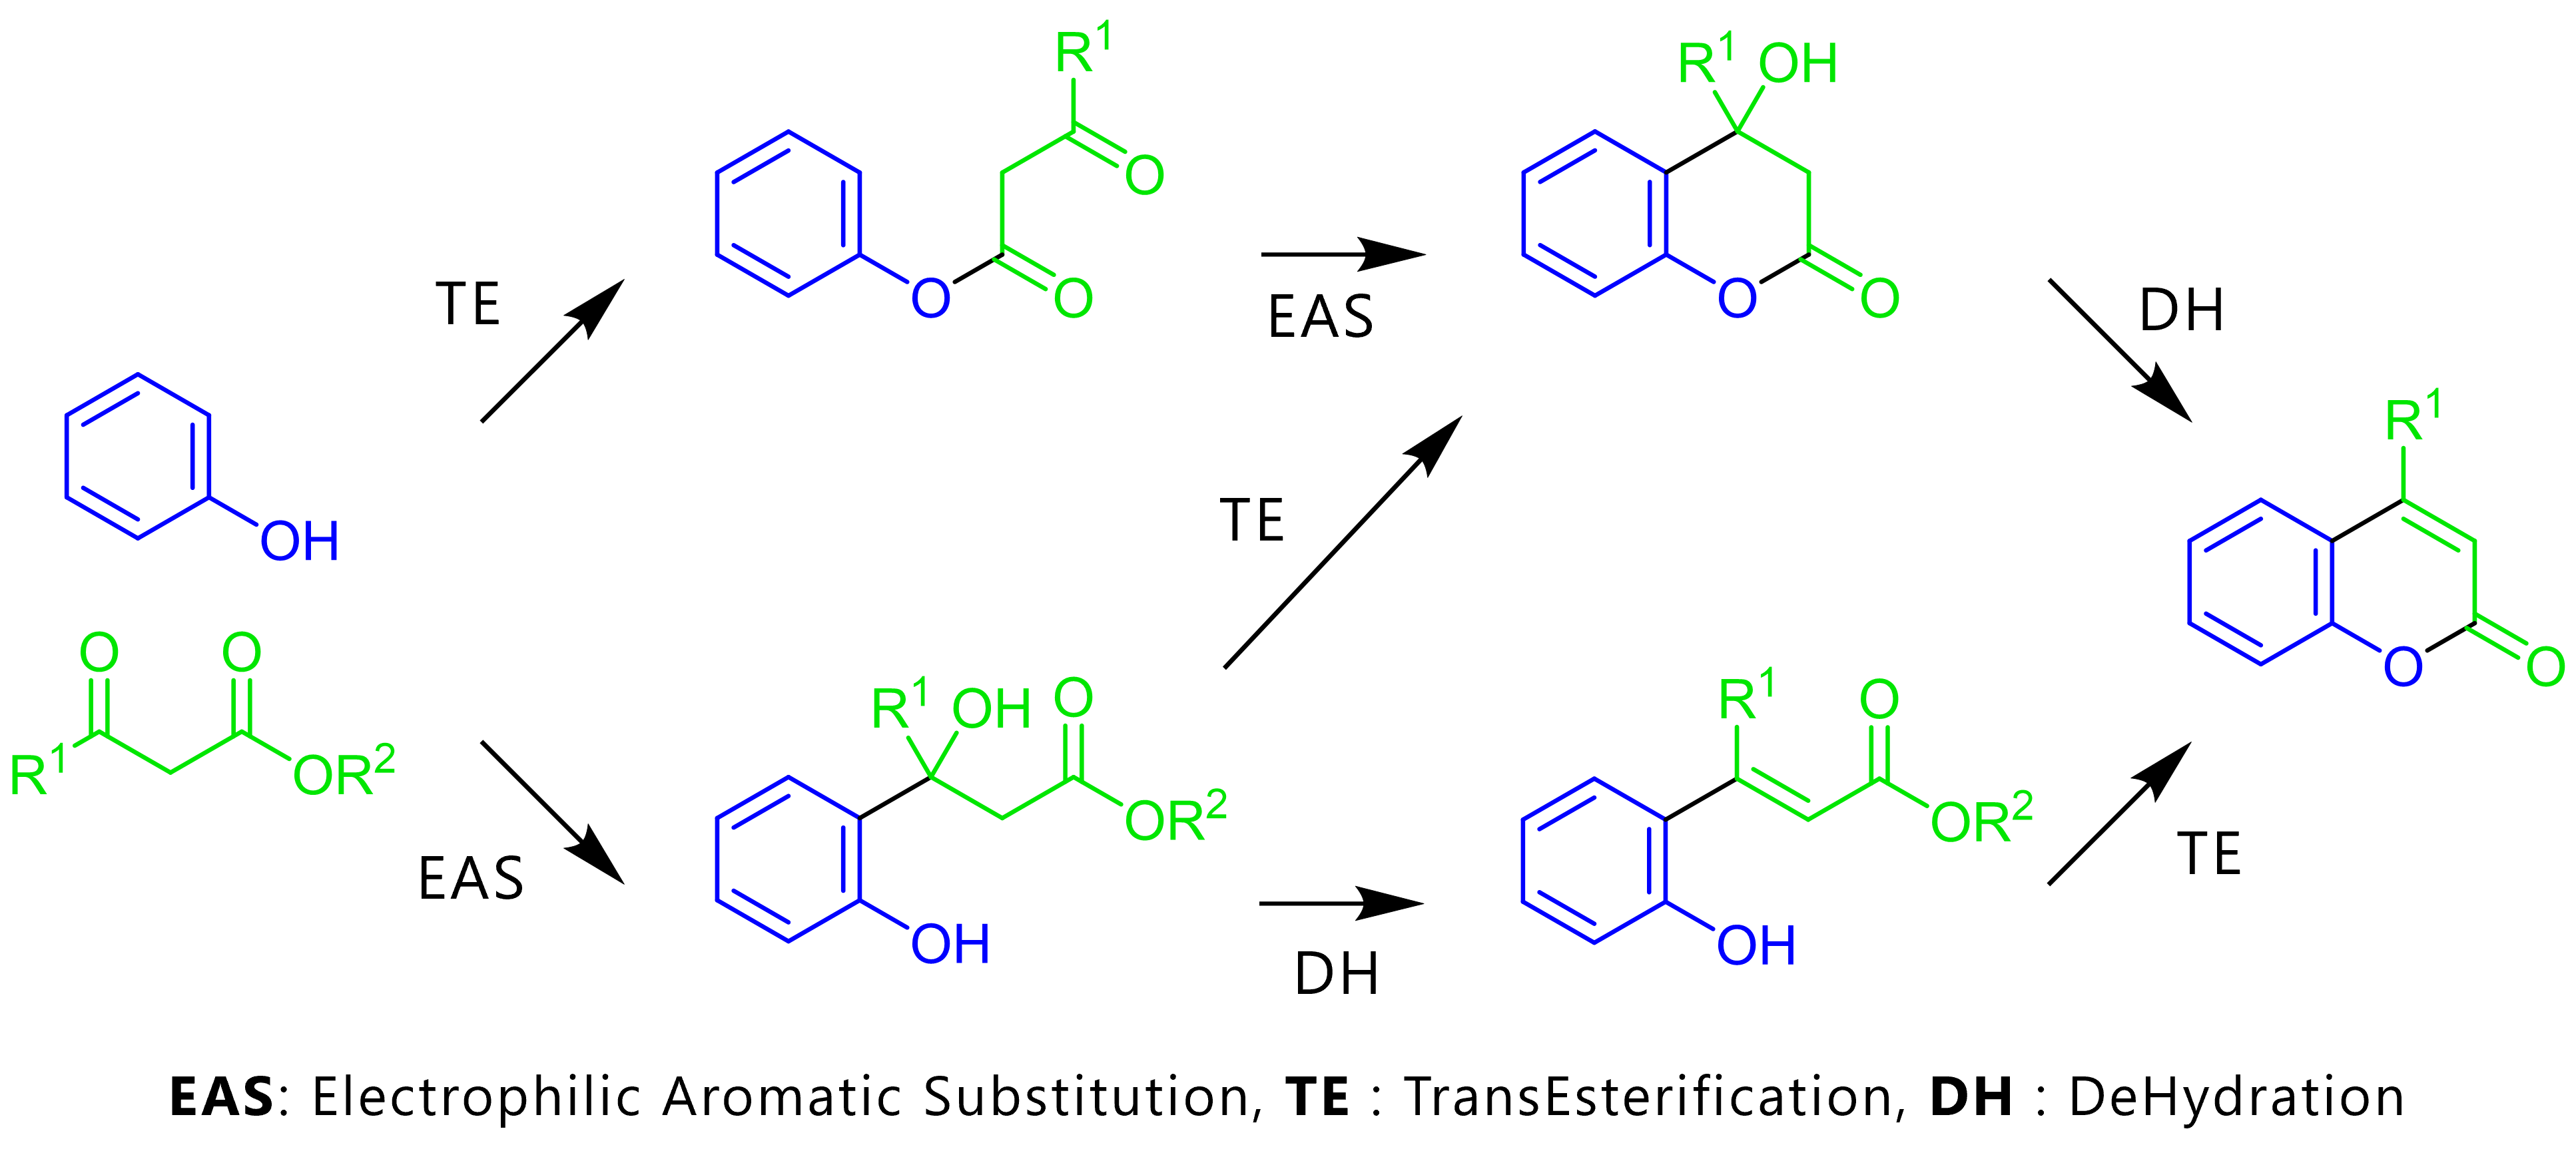 R¹
O
O
TE
OH
O
O
R¹
OR²
EAS
R¹ OH
O
O
EAS
TE
R¹ OH
O
OR²
OH
DH
R¹
O
OR²
OH
DH
TE
R¹
O
O
EAS: Electrophilic Aromatic Substitution, TE : TransEsterification, DH : DeHydration